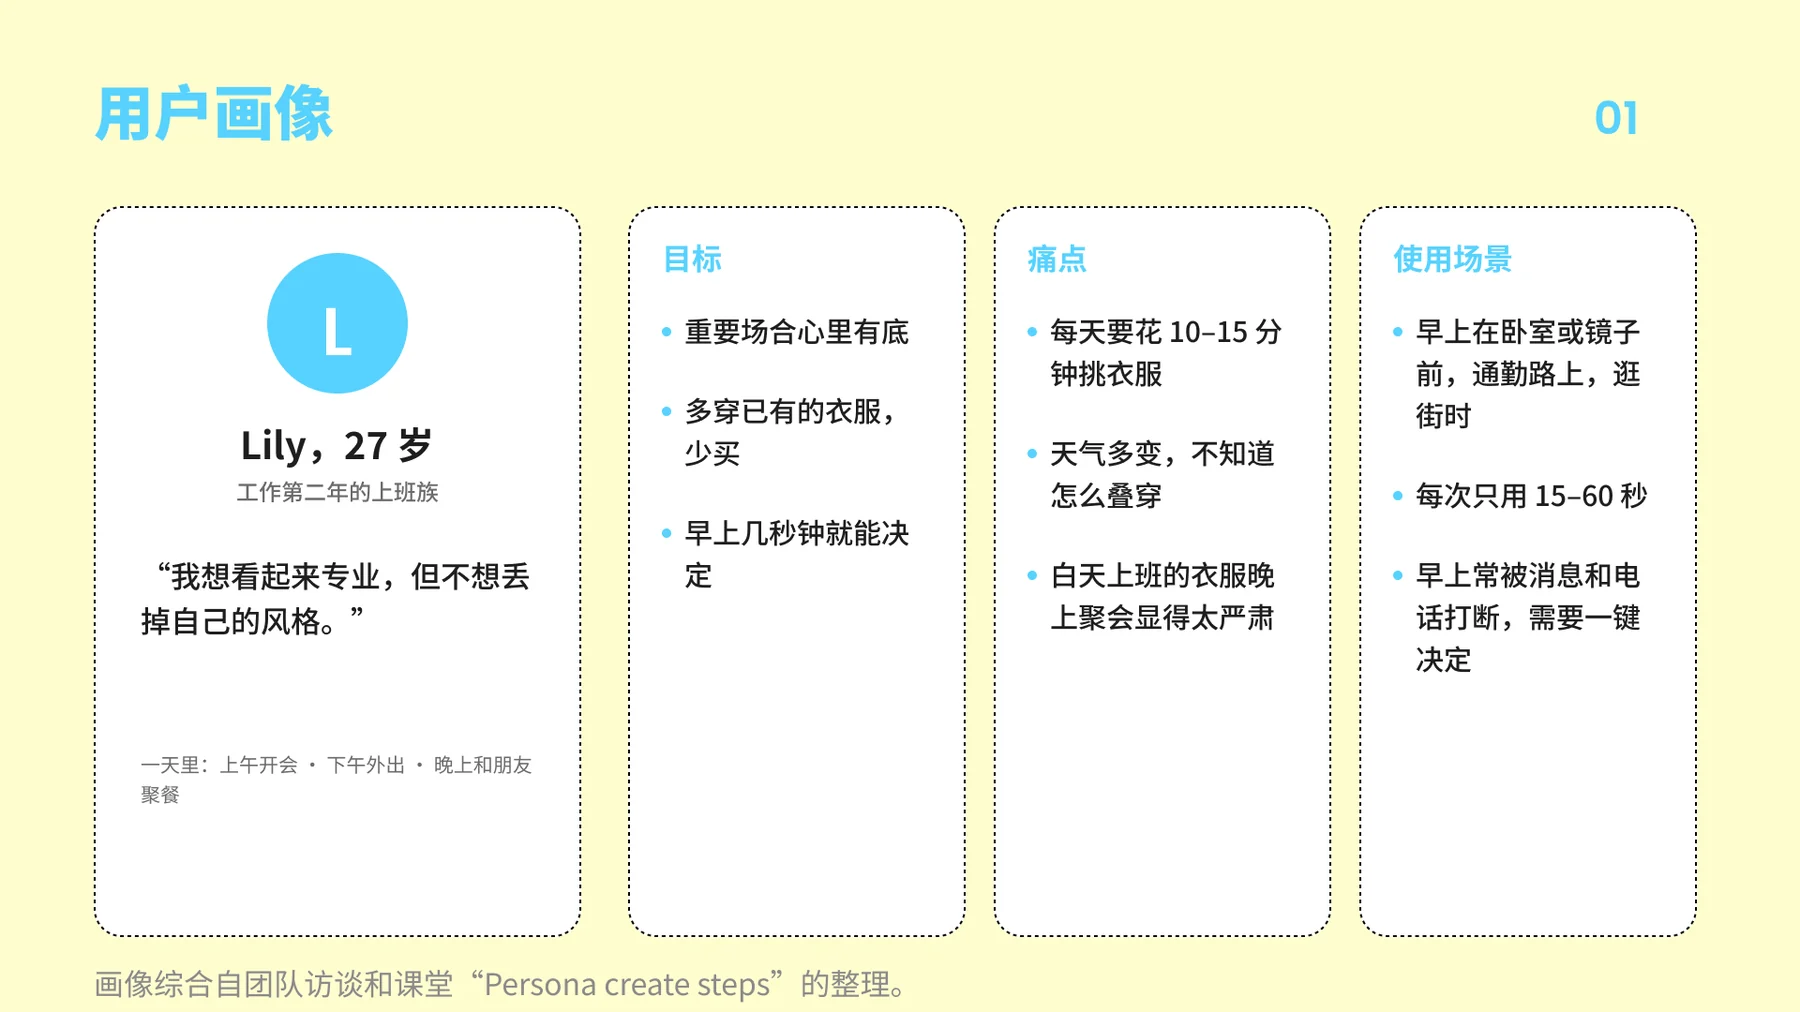 用户画像
01
L
Lily，27 岁
工作第二年的上班族
“我想看起来专业，但不想丢
掉自己的风格。”
一天里：上午开会 · 下午外出 · 晚上和朋友
聚餐
目标
• 重要场合心里有底
• 多穿已有的衣服，
少买
• 早上几秒钟就能决
定
痛点
• 每天要花 10–15 分
钟挑衣服
• 天气多变，不知道
怎么叠穿
• 白天上班的衣服晚
上聚会显得太严肃
使用场景
• 早上在卧室或镜子
前，通勤路上，逛
街时
• 每次只用 15–60 秒
• 早上常被消息和电
话打断，需要一键
决定
画像综合自团队访谈和课堂“Persona create steps”的整理。